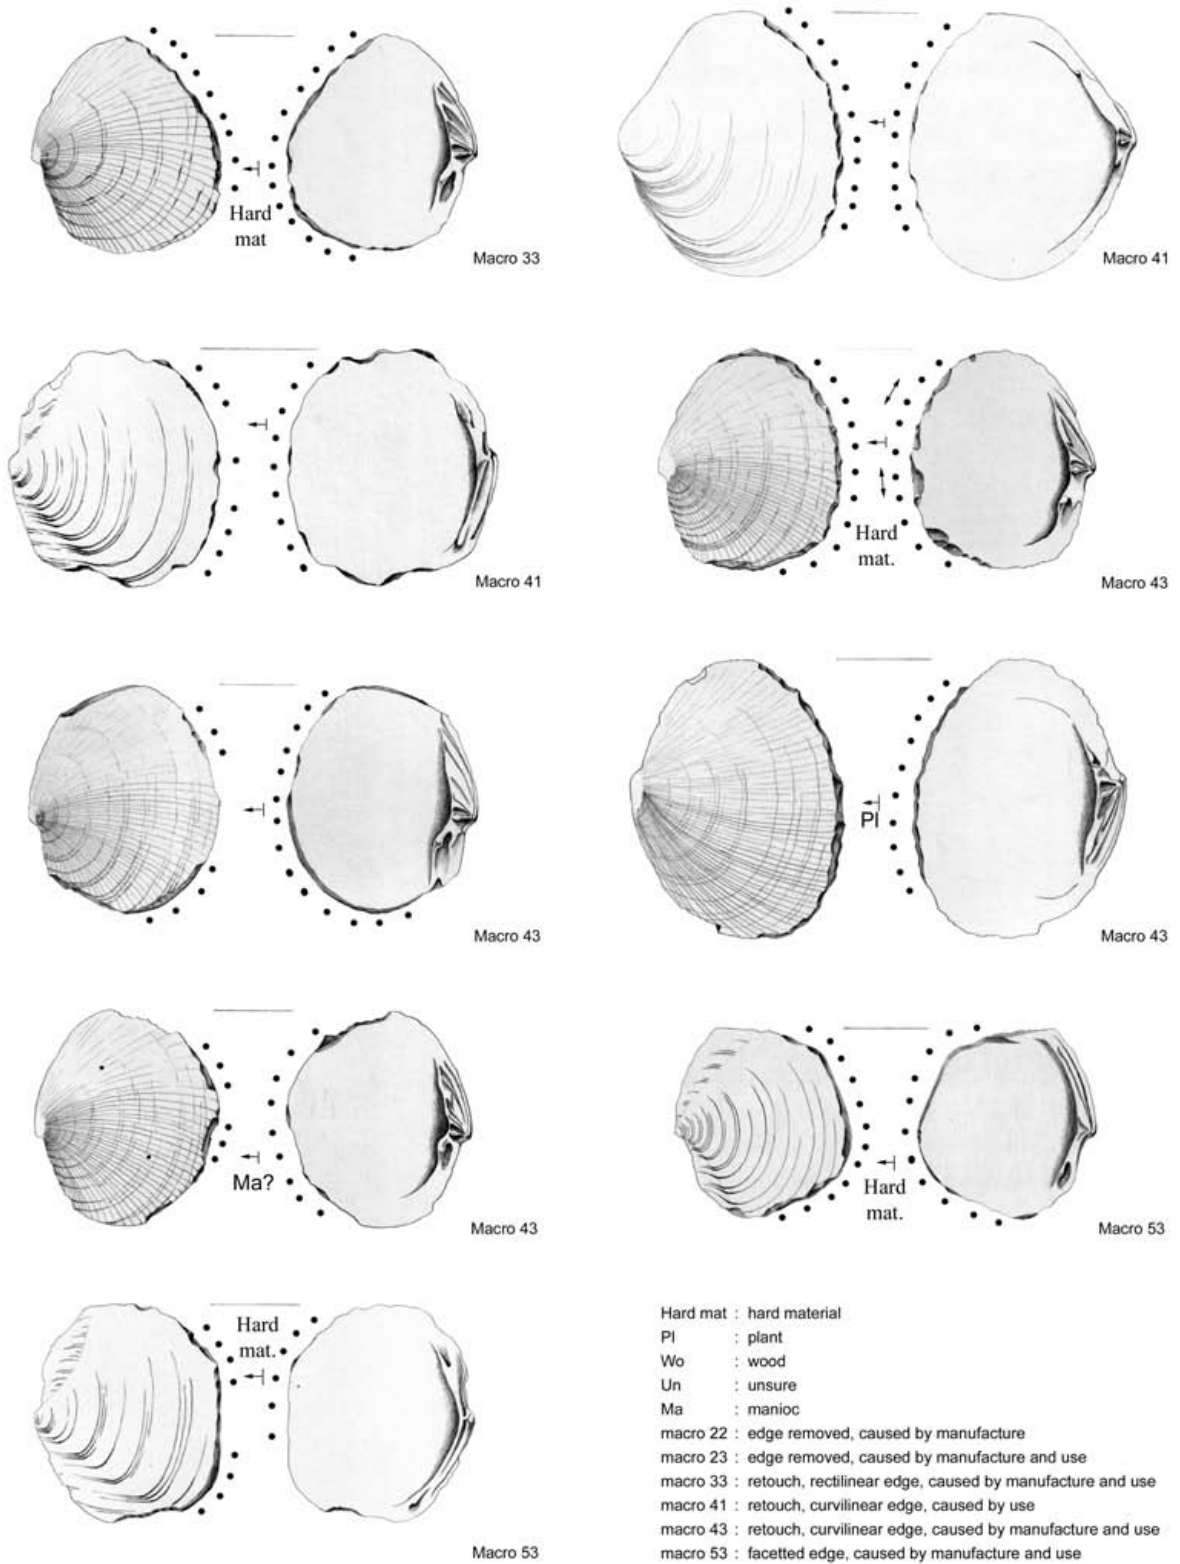 Hard
mat
Macro 33
Macro 41
Macro 41
Hard
mat.
Macro 43
Macro 43
Pl
Macro 43
Ma?
Macro 43
Hard
mat.
Macro 53
Hard
mat.
Macro 53
Hard mat : hard material
Pl : plant
Wo : wood
Un : unsure
Ma : manioc
macro 22 : edge removed, caused by manufacture
macro 23 : edge removed, caused by manufacture and use
macro 33 : retouch, rectilinear edge, caused by manufacture and use
macro 41 : retouch, curvilinear edge, caused by use
macro 43 : retouch, curvilinear edge, caused by manufacture and use
macro 53 : facetted edge, caused by manufacture and use